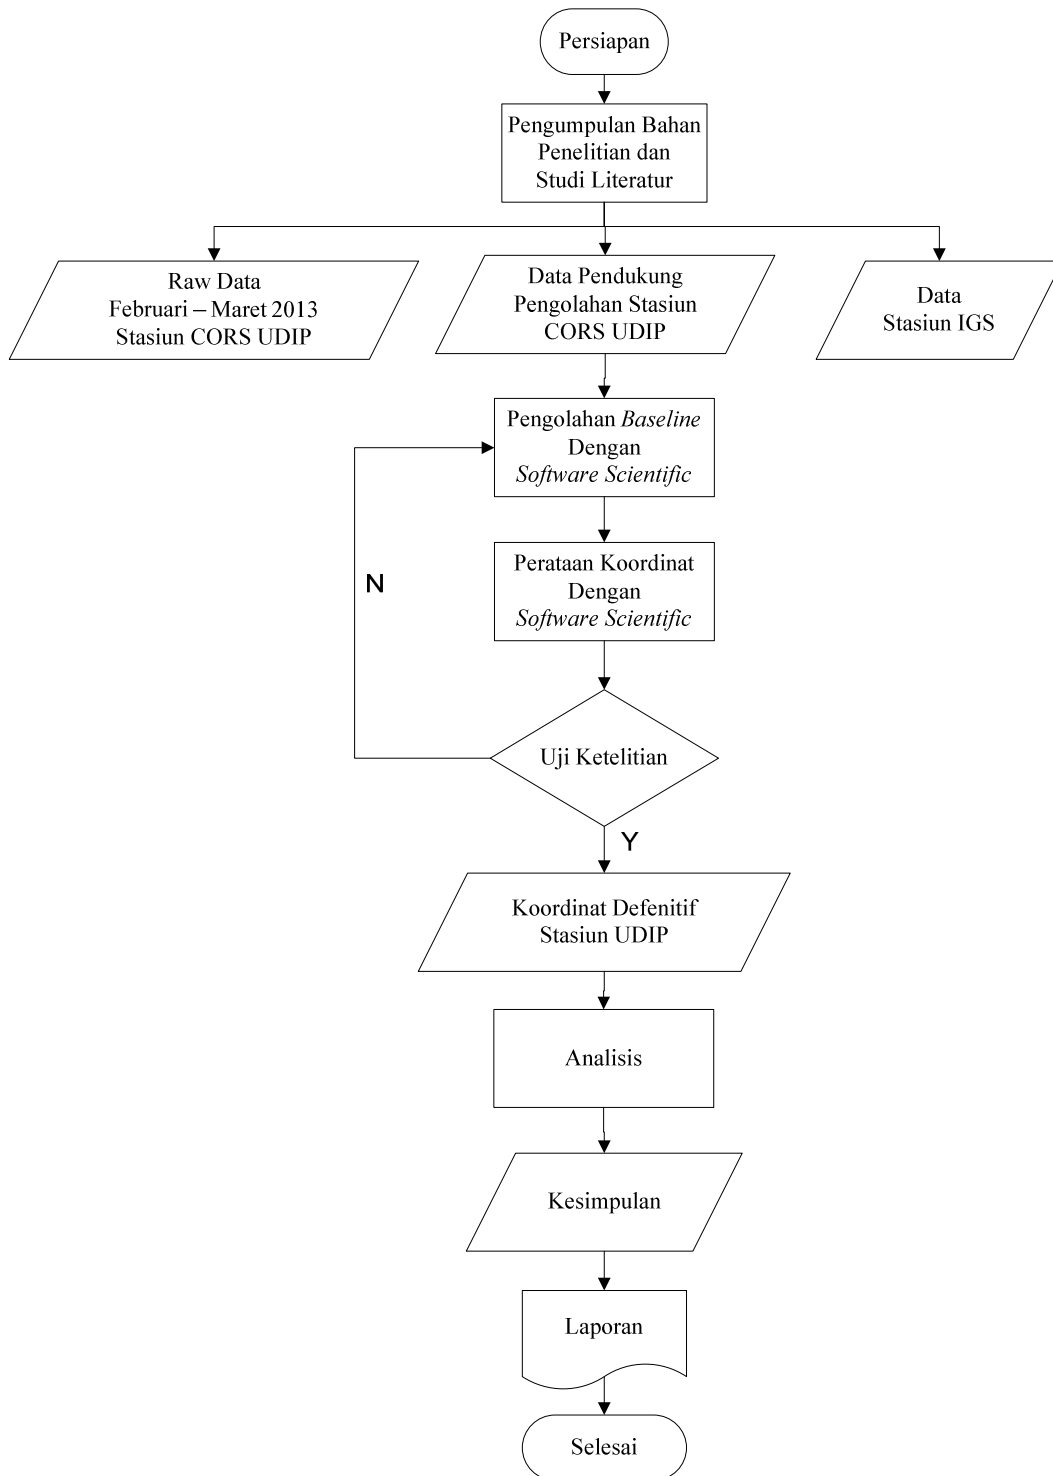 Persiapan
Pengumpulan Bahan
Penelitian dan
Studi Literatur
Raw Data
Februari – Maret 2013
Stasiun CORS UDIP
Data Pendukung
Pengolahan Stasiun
CORS UDIP
Data
Stasiun IGS
Pengolahan Baseline
Dengan
Software Scientific
Perataan Koordinat
Dengan
Software Scientific
N
Uji Ketelitian
Y
Koordinat Defenitif
Stasiun UDIP
Analisis
Kesimpulan
Laporan
Selesai